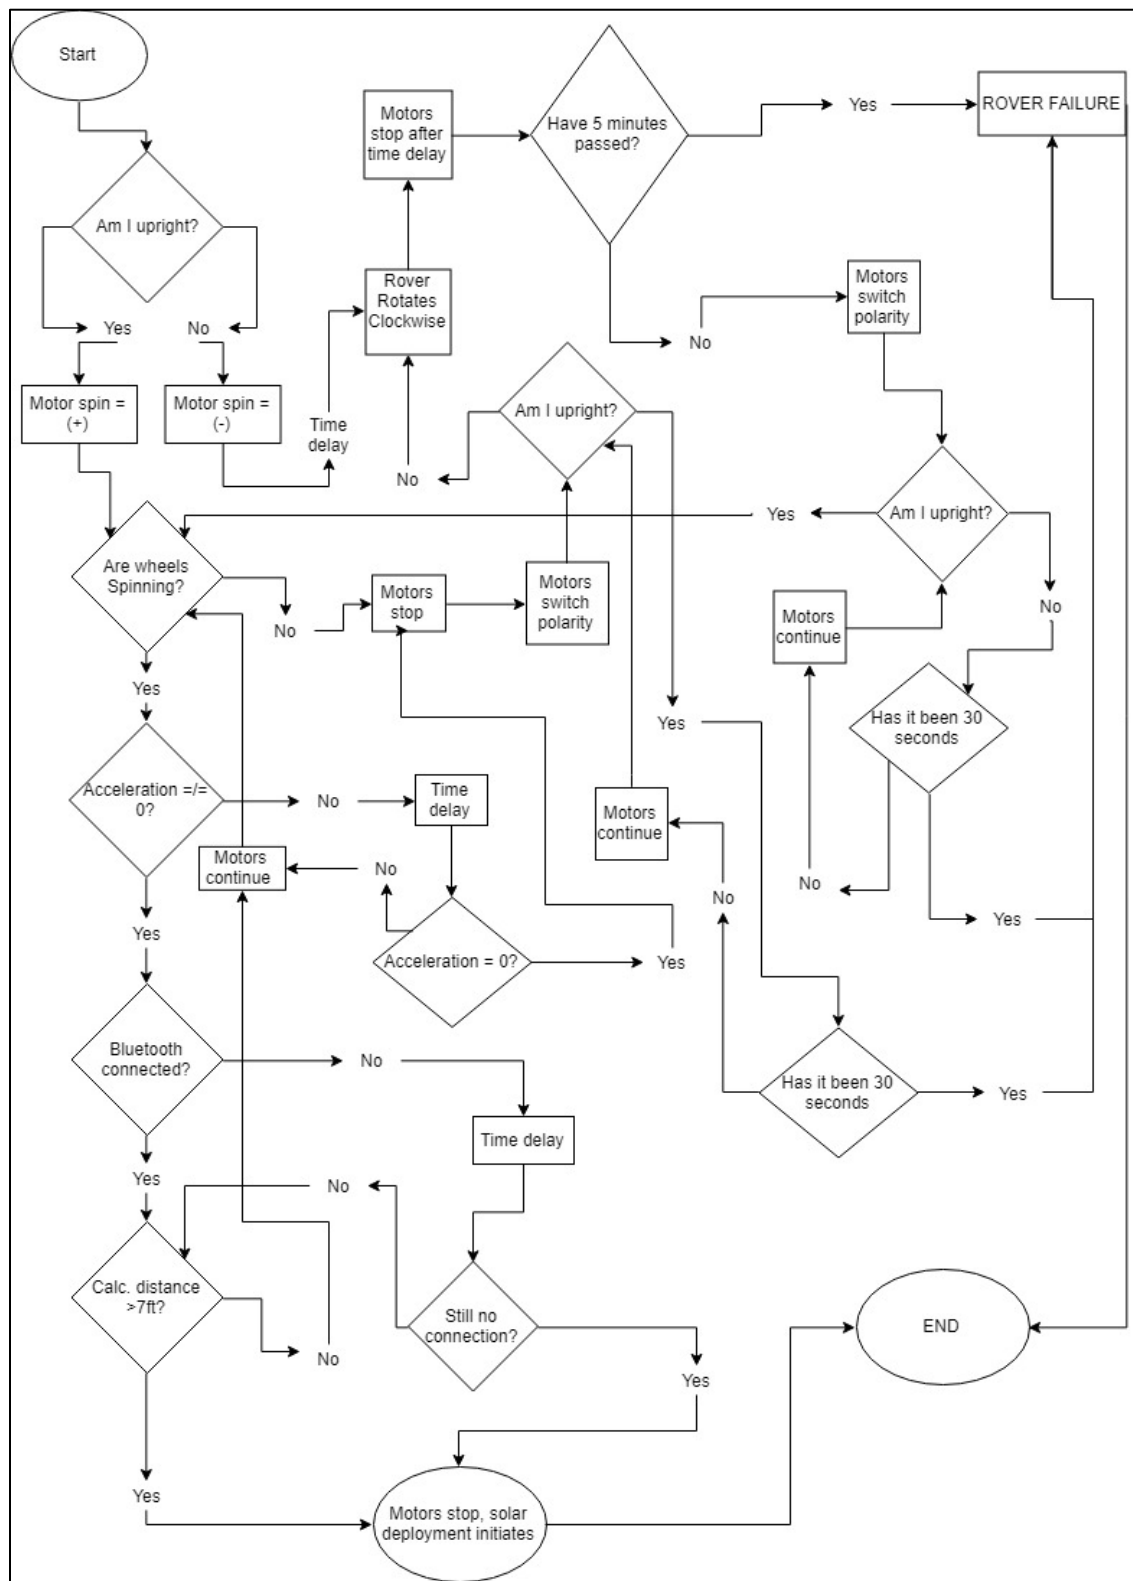 Start
Motors
stop after
time delay
Have 5 minutes
passed?
Yes
ROVER FAILURE
Am I upright?
Yes
No
Rover
Rotates
Clockwise
No
Motors
switch
polarity
Motor spin =
(+)
Motor spin =
(-)
Time
delay
Am I upright?
No
Yes
Am I upright?
Are wheels
Spinning?
No
Motors
stop
Motors
switch
polarity
Motors
continue
No
Yes
Yes
Has it been 30
seconds
Acceleration =/=
0?
No
Time
delay
Motors
continue
Motors
continue
No
No
No
Yes
Yes
Acceleration = 0?
Yes
Bluetooth
connected?
No
Has it been 30
seconds
Yes
Time delay
Yes
No
Calc. distance
>7ft?
No
Still no
connection?
END
Yes
Yes
Motors stop, solar
deployment initiates